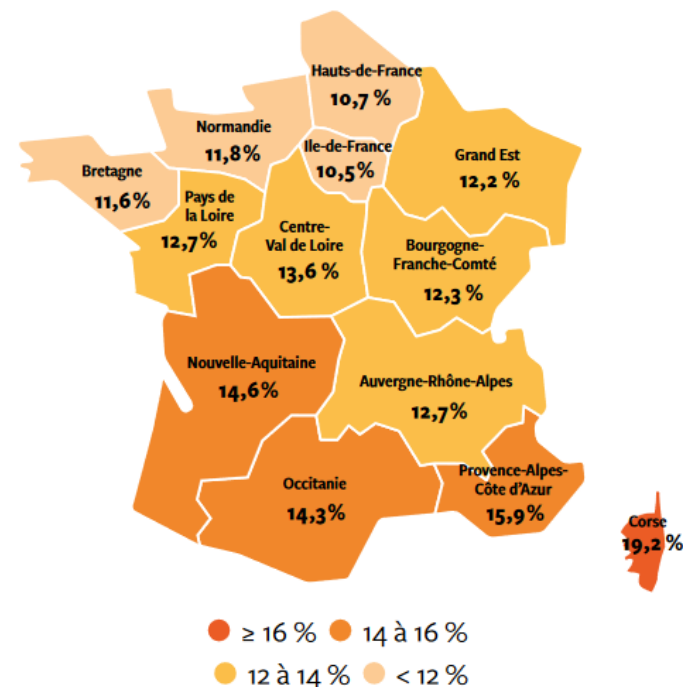 Hauts-de-France
10,7 %
Normandie
11,8%
Ile-de-France
10,5%
Grand Est
12,2 %
Bretagne
11,6%
Pays de
la Loire
12,7%
Centre-
Val de Loire
13,6 %
Bourgogne-
Franche-Comté
12,3 %
Nouvelle-Aquitaine
14,6%
Auvergne-Rhône-Alpes
12,7%
Occitanie
14,3%
Provence-Alpes-
Côte d'Azur
15,9%
Corse
19,2 %
≥ 16 % 14 à 16 %
12 à 14 % < 12 %